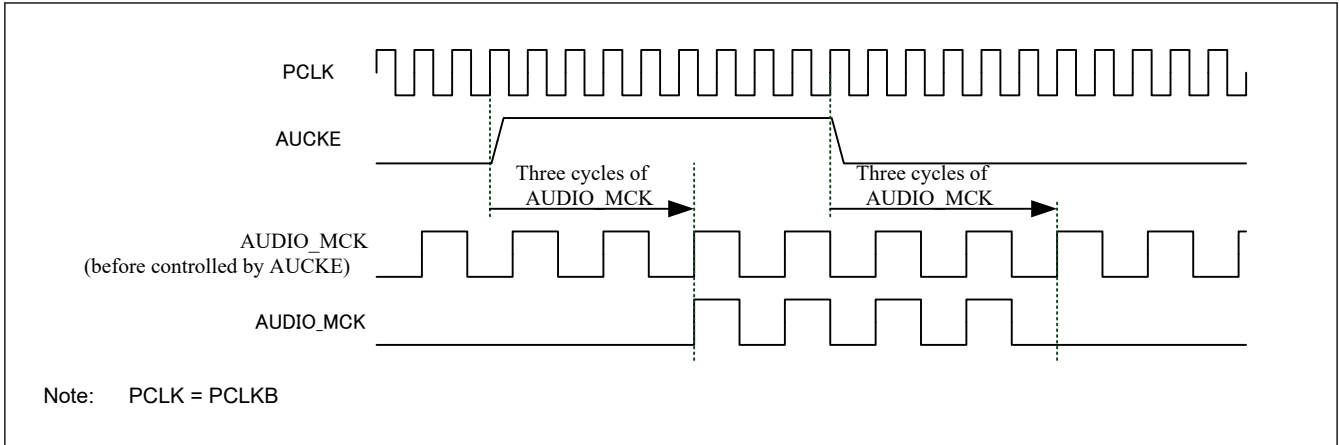 PCLK
AUCKE
Three cycles of
AUDIO_MCK
Three cycles of
AUDIO_MCK
AUDIO_MCK
(before controlled by AUCKE)
AUDIO_MCK
Note: PCLK = PCLKB